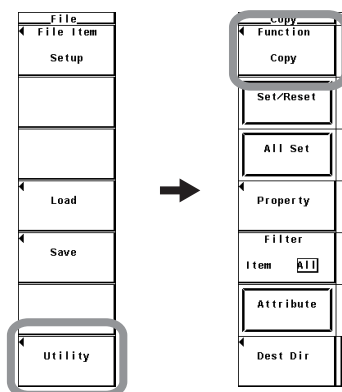 File
File Item
Setup
Load
Save
Utility
Copy
Function
Copy
Set/Reset
All Set
Property
Filter
Item All
Attribute
Dest Dir